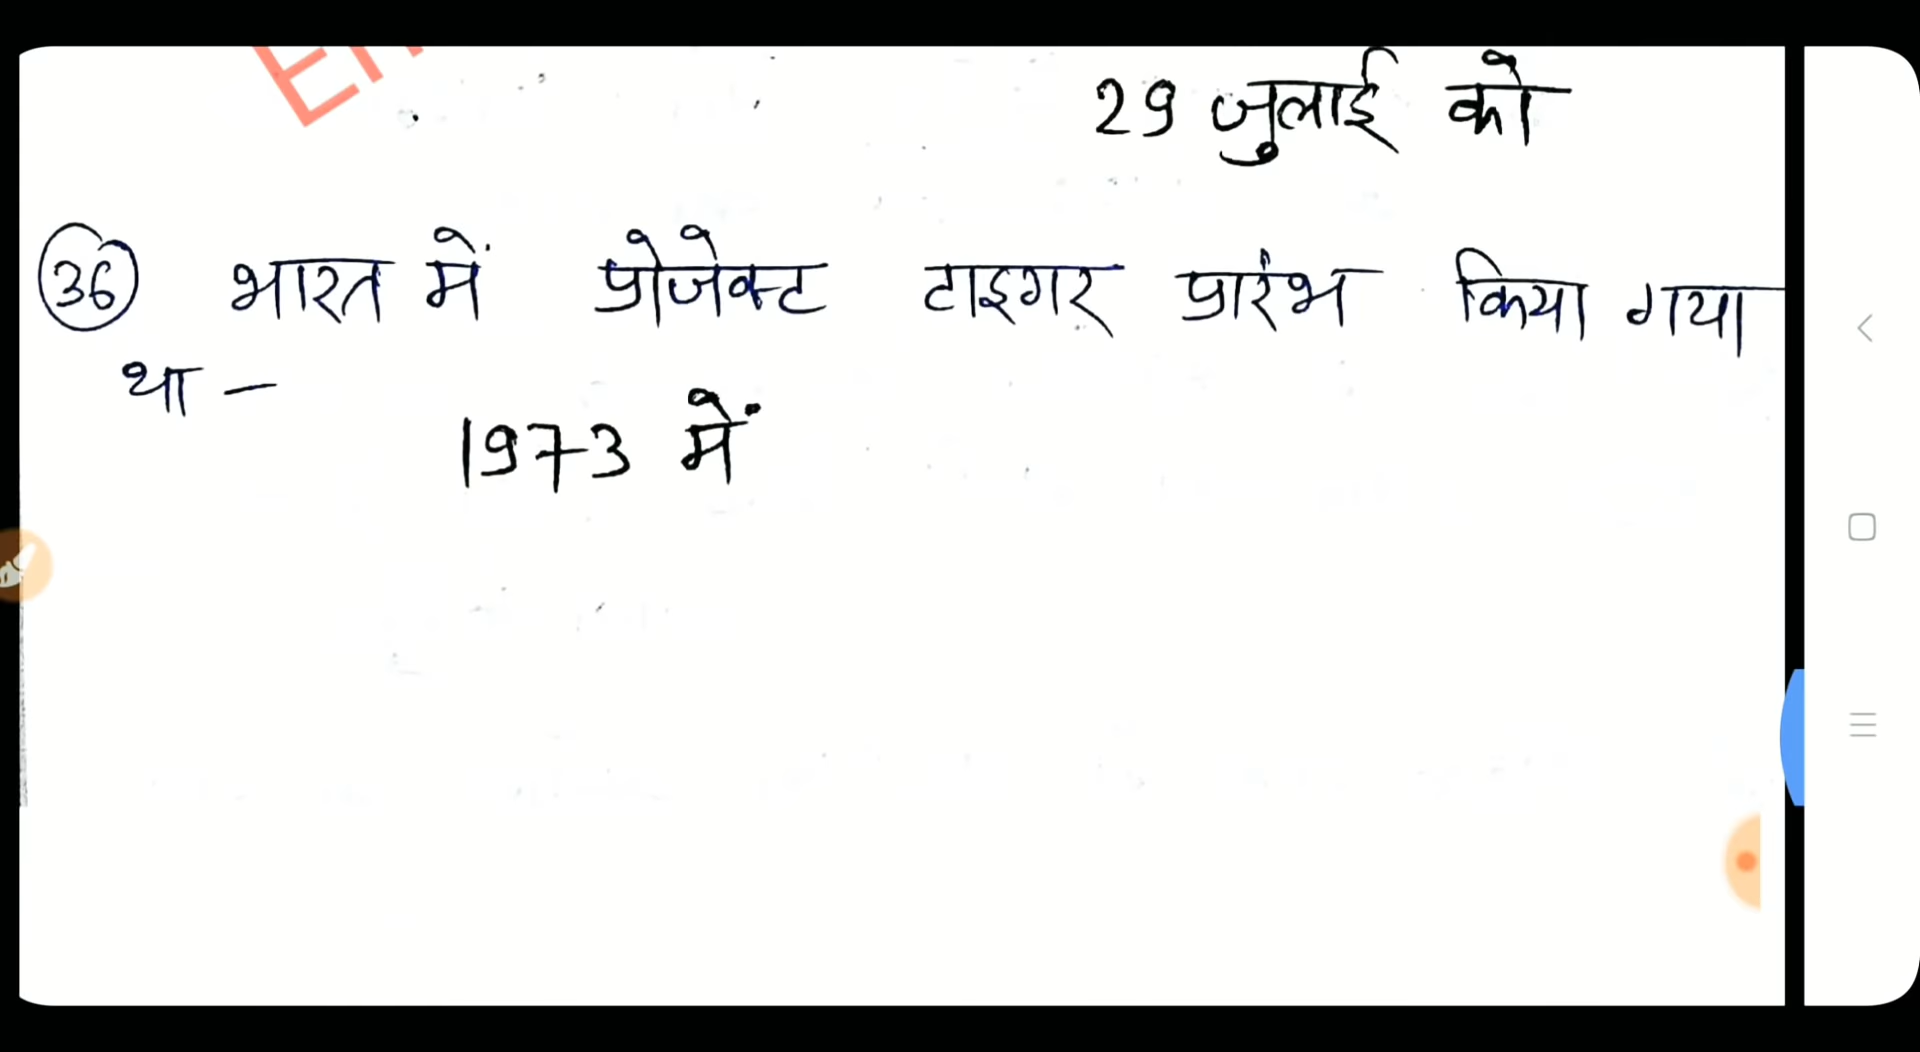 29 जुलाई को
36 भारत में प्रोजेक्ट टाइगर प्रारंभ किया गया
था –
1973 में